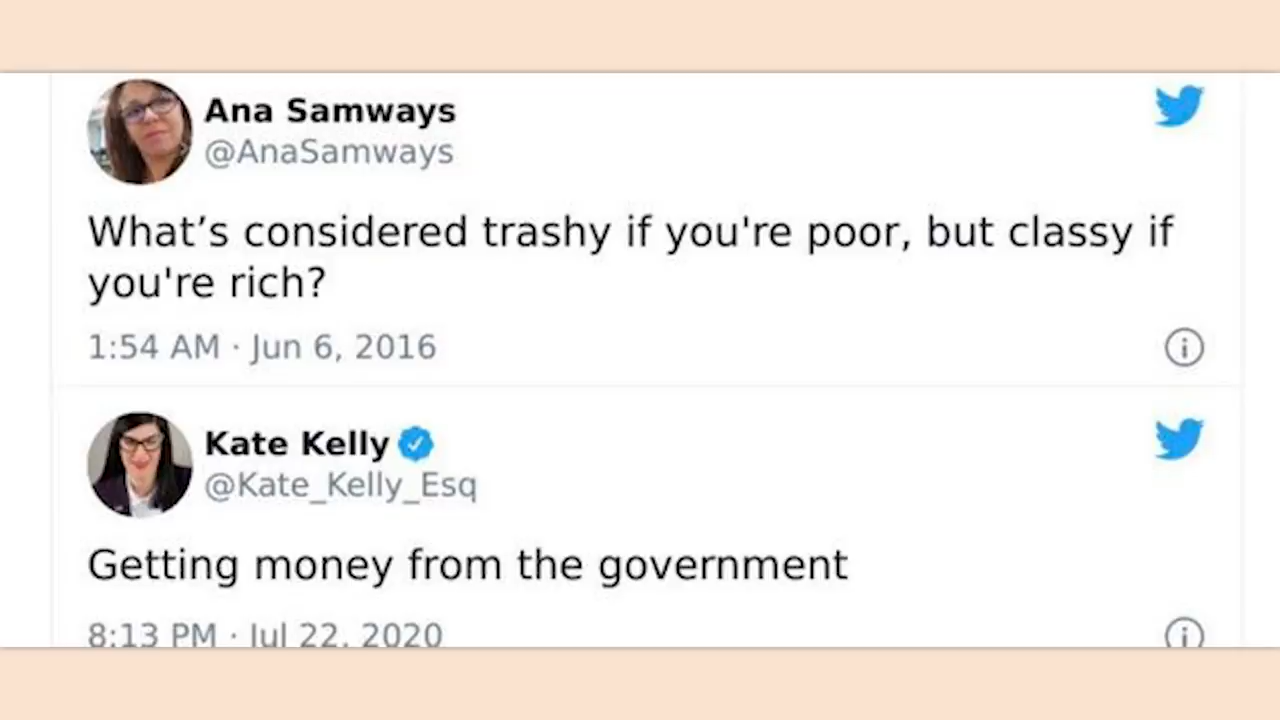 Ana Samways
@AnaSamways
What’s considered trashy if you're poor, but classy if
you're rich?
1:54 AM · Jun 6, 2016
Kate Kelly
@Kate_Kelly_Esq
Getting money from the government
8:13 PM · Jul 22, 2020